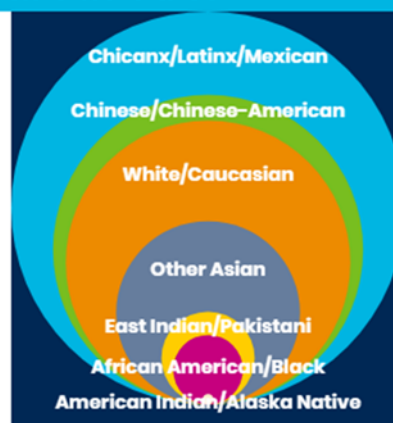 Chicanx/Latinx/Mexican
Chinese/Chinese-American
White/Caucasian
Other Asian
East Indian/Pakistani
African American/Black
American Indian/Alaska Native